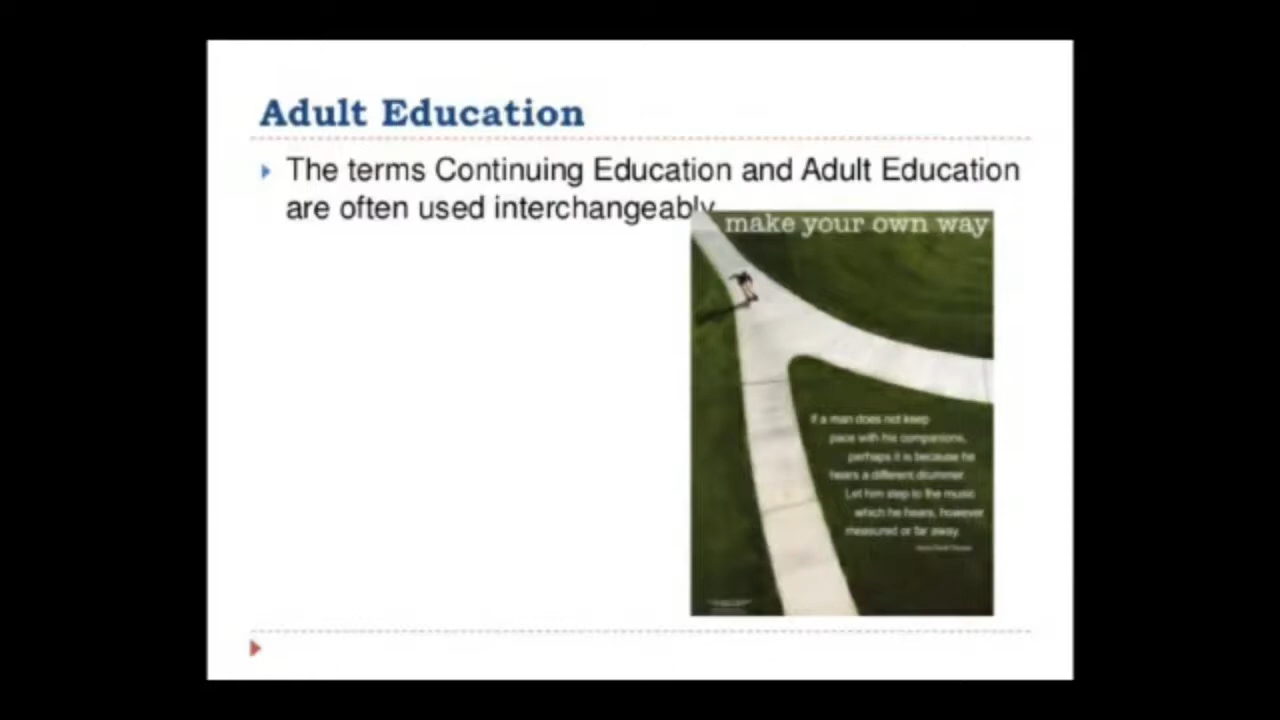 Adult Education
The terms Continuing Education and Adult Education
are often used interchangeably
make your own way
If a man does not keep
pace with his companions,
perhaps it is because he
hears a different drummer.
Let him step to the music
which he hears, however
measured or far away.